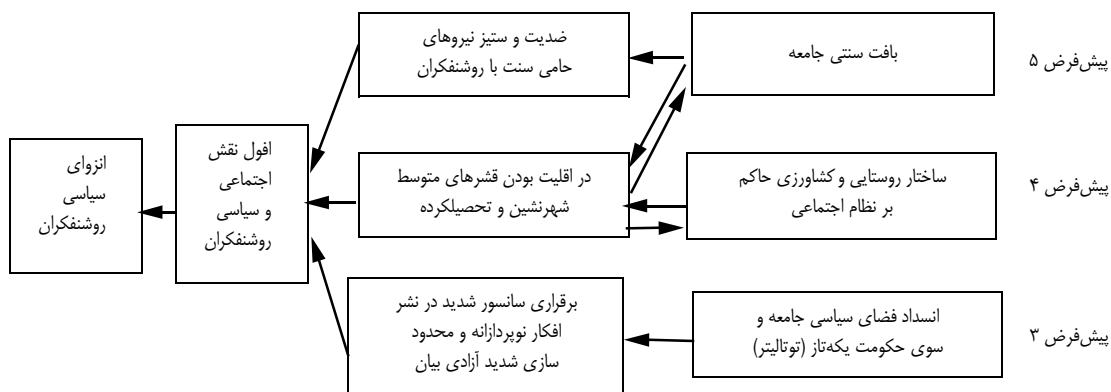 پیش‌فرض ۵
بافت سنتی جامعه
ضدیت و ستیز نیروهای
حامی سنت با روشنفکران
پیش‌فرض ۴
ساختار روستایی و کشاورزی حاکم
بر نظام اجتماعی
در اقلیت بودن قشرهای متوسط
شهرنشین و تحصیلکرده
افول نقش
اجتماعی
و سیاسی
روشنفکران
انزوای
سیاسی
روشنفکران
پیش‌فرض ۳
انسداد فضای سیاسی جامعه و
سوی حکومت یکه‌تاز (توتالیتر)
برقراری سانسور شدید در نشر
افکار نوپردازانه و محدود
سازی شدید آزادی بیان